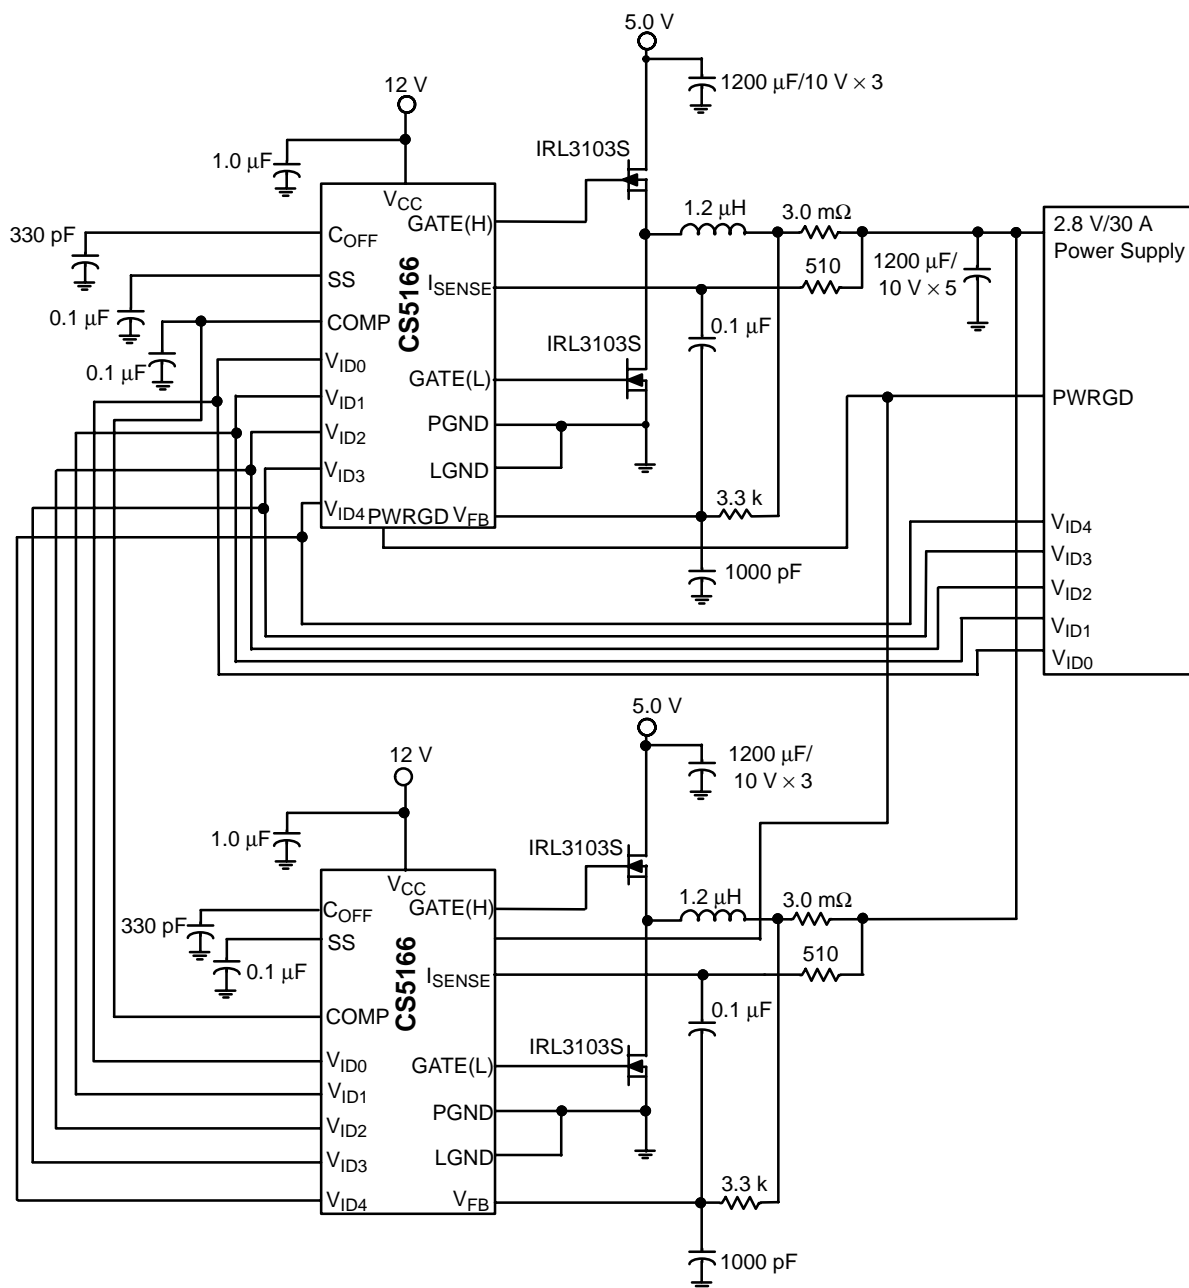 5.0 V
1200 μF/10 V × 3
12 V
1.0 μF
IRL3103S
VCC
GATE(H)
1.2 μH
3.0 mΩ
2.8 V/30 A
Power Supply
330 pF
COFF
CS5166
SS
ISENSE
510
1200 μF/
10 V × 5
0.1 μF
COMP
0.1 μF
IRL3103S
0.1 μF
VID0
GATE(L)
VID1
PWRGD
PGND
VID2
LGND
VID3
3.3 k
VID4
PWRGD
VFB
VID4
1000 pF
VID3
VID2
VID1
VID0
5.0 V
12 V
1200 μF/
10 V × 3
1.0 μF
IRL3103S
VCC
GATE(H)
1.2 μH
3.0 mΩ
COFF
330 pF
SS
CS5166
510
0.1 μF
ISENSE
0.1 μF
COMP
IRL3103S
VID0
GATE(L)
VID1
PGND
VID2
LGND
VID3
3.3 k
VID4
VFB
1000 pF